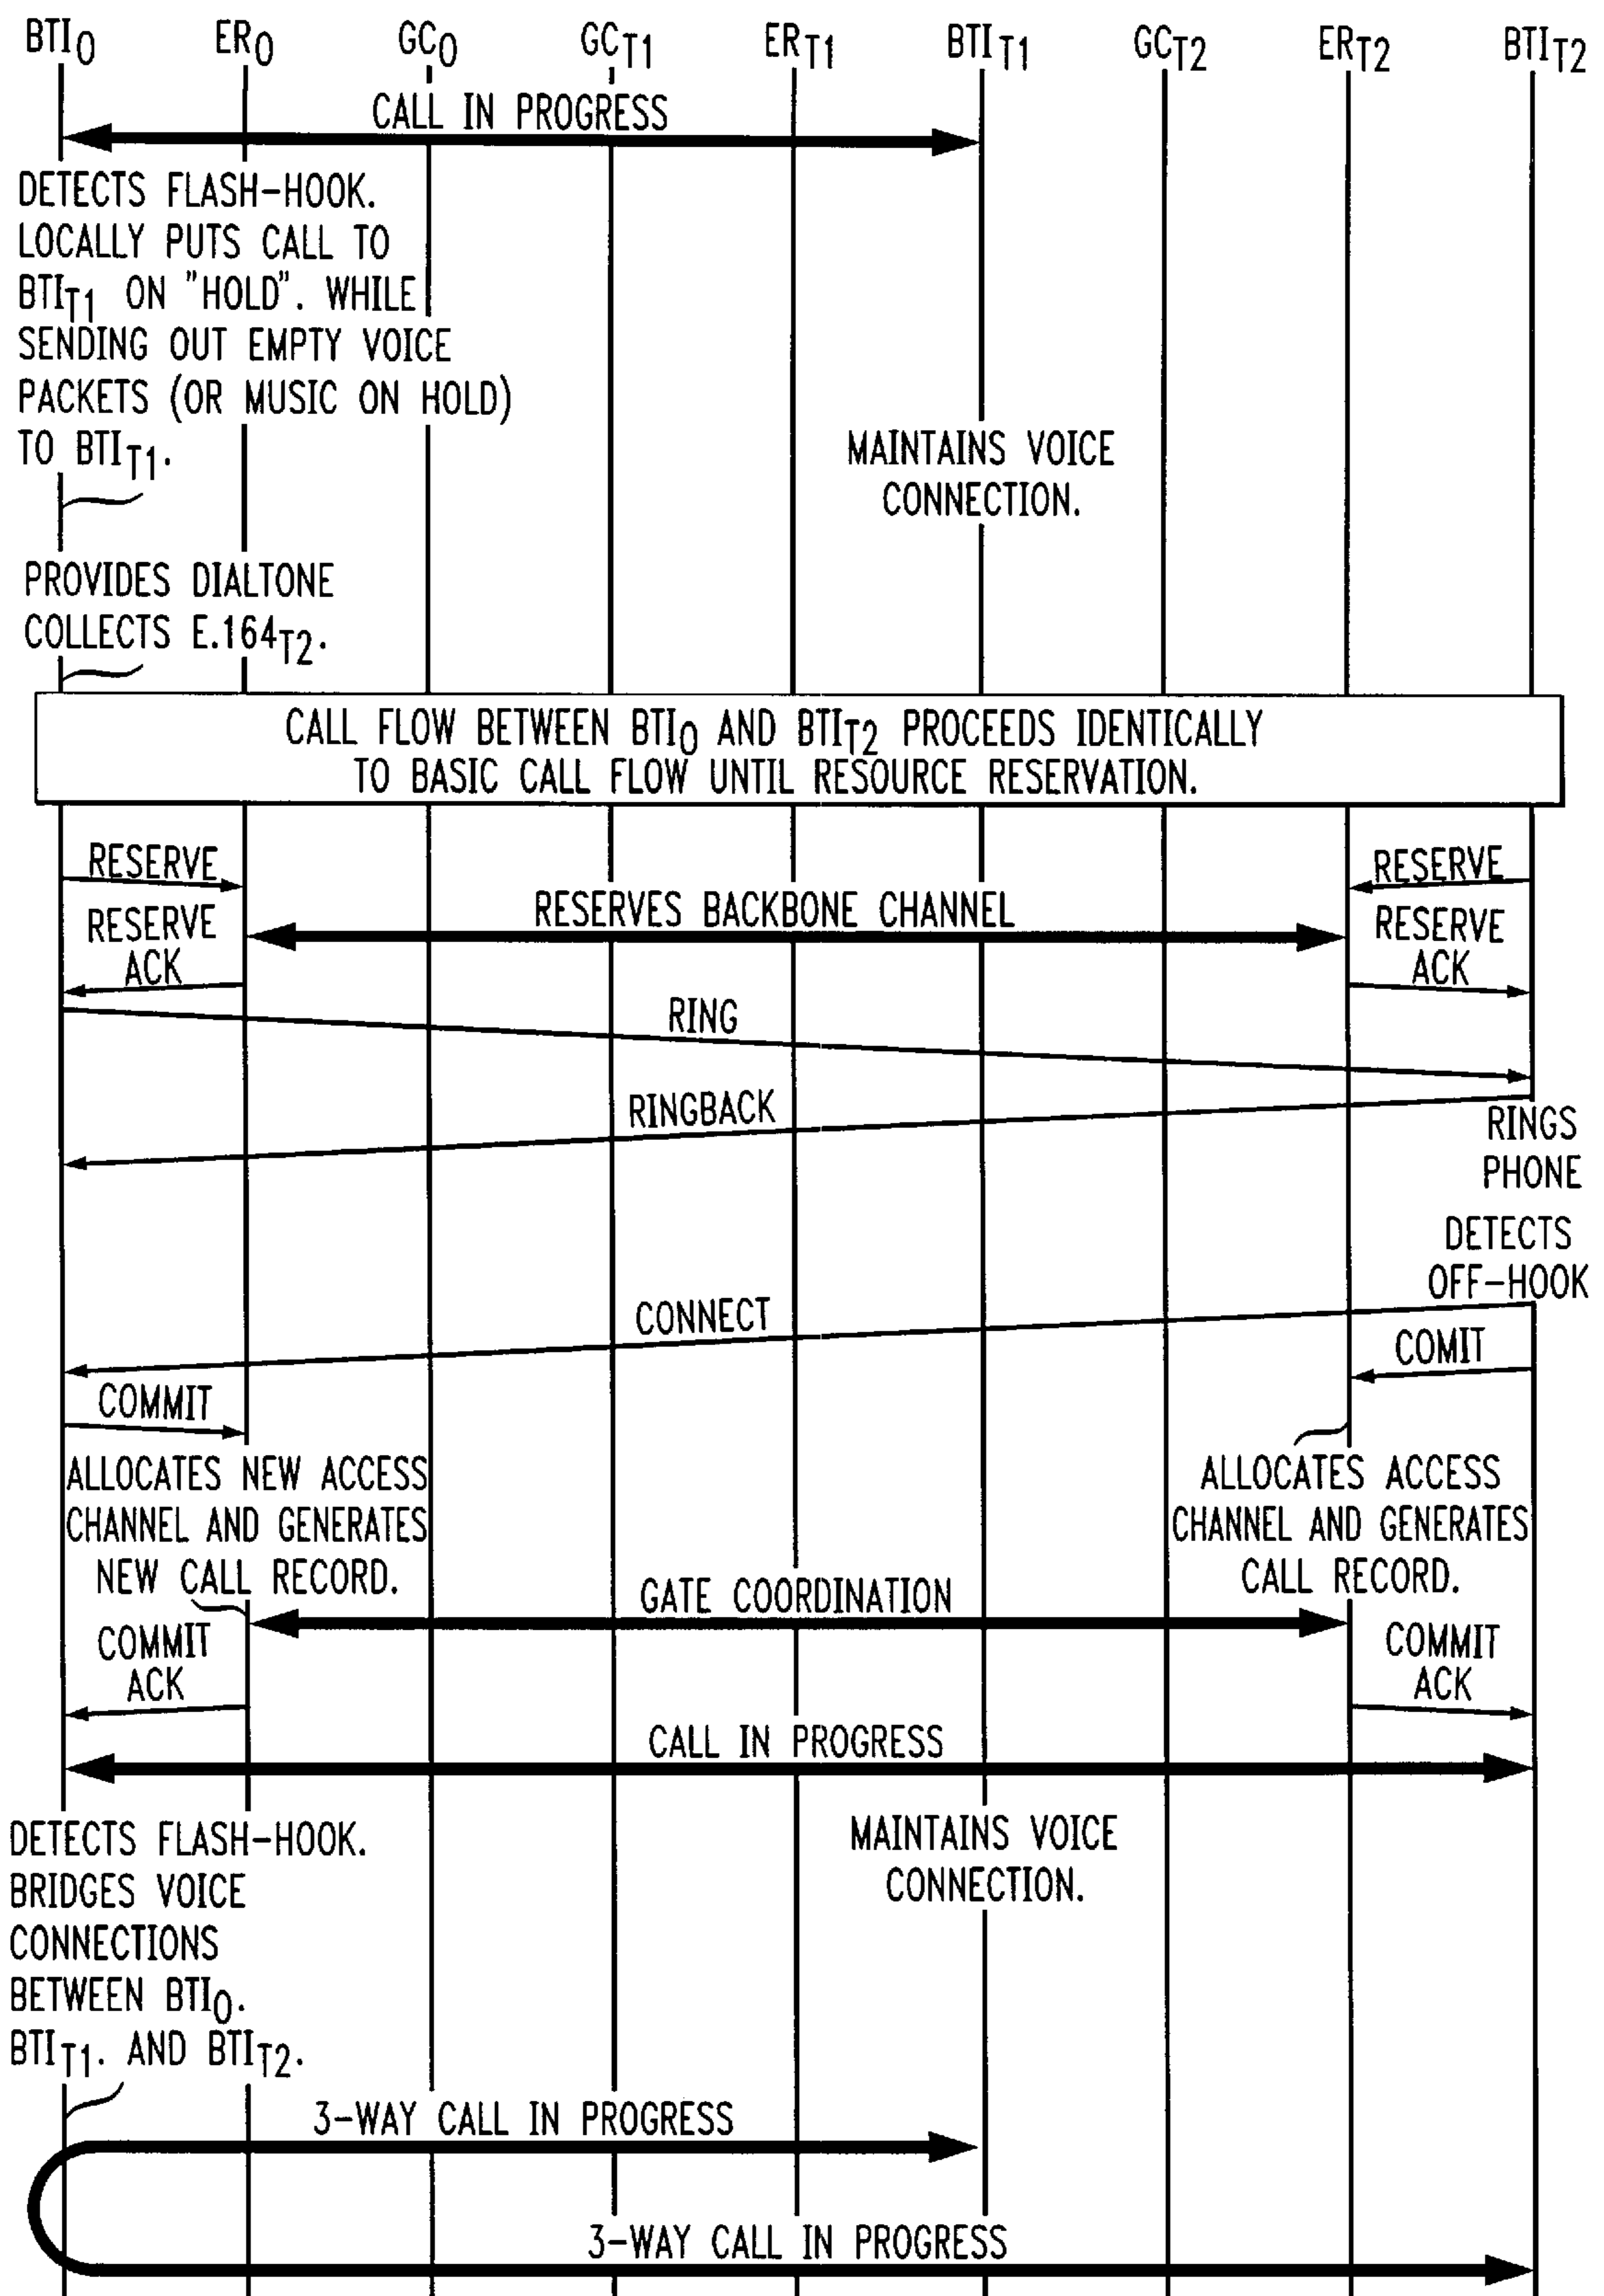 BTI0 ER0 GC0 GCT1 ERT1 BTIT1 GCT2 ERT2 BTIT2
CALL IN PROGRESS
DETECTS FLASH-HOOK.
LOCALLY PUTS CALL TO
BTIT1 ON "HOLD". WHILE
SENDING OUT EMPTY VOICE
PACKETS (OR MUSIC ON HOLD)
TO BTIT1.
MAINTAINS VOICE
CONNECTION.
PROVIDES DIALTONE
COLLECTS E.164T2.
CALL FLOW BETWEEN BTI0 AND BTIT2 PROCEEDS IDENTICALLY
TO BASIC CALL FLOW UNTIL RESOURCE RESERVATION.
RESERVE
RESERVE
RESERVES BACKBONE CHANNEL
RESERVE
ACK
RESERVE
ACK
RING
RINGBACK
RINGS
PHONE
DETECTS
OFF-HOOK
CONNECT
COMIT
COMMIT
ALLOCATES NEW ACCESS
CHANNEL AND GENERATES
NEW CALL RECORD.
ALLOCATES ACCESS
CHANNEL AND GENERATES
CALL RECORD.
GATE COORDINATION
COMMIT
ACK
COMMIT
ACK
CALL IN PROGRESS
DETECTS FLASH-HOOK.
BRIDGES VOICE
CONNECTIONS
BETWEEN BTI0.
BTIT1. AND BTIT2.
MAINTAINS VOICE
CONNECTION.
3-WAY CALL IN PROGRESS
3-WAY CALL IN PROGRESS